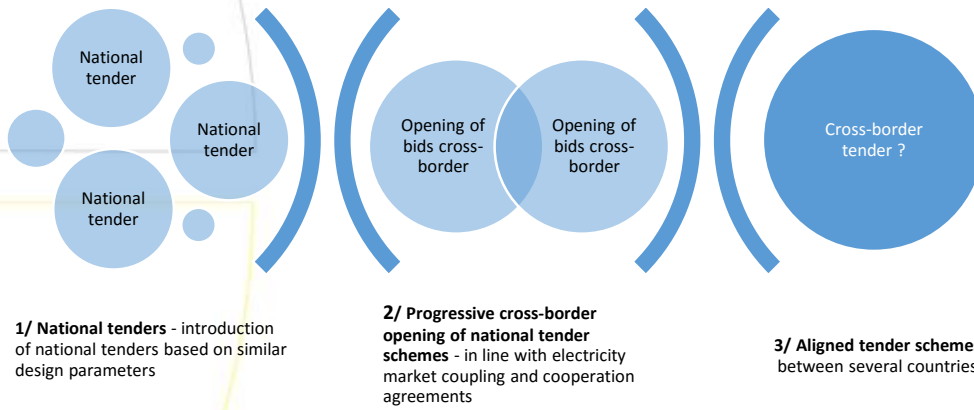 National
tender
National
tender
National
tender
Opening of
bids cross-
border
Opening of
bids cross-
border
Cross-border
tender ?
1/ National tenders - introduction
of national tenders based on similar
design parameters
2/ Progressive cross-border
opening of national tender
schemes - in line with electricity
market coupling and cooperation
agreements
3/ Aligned tender scheme
between several countries